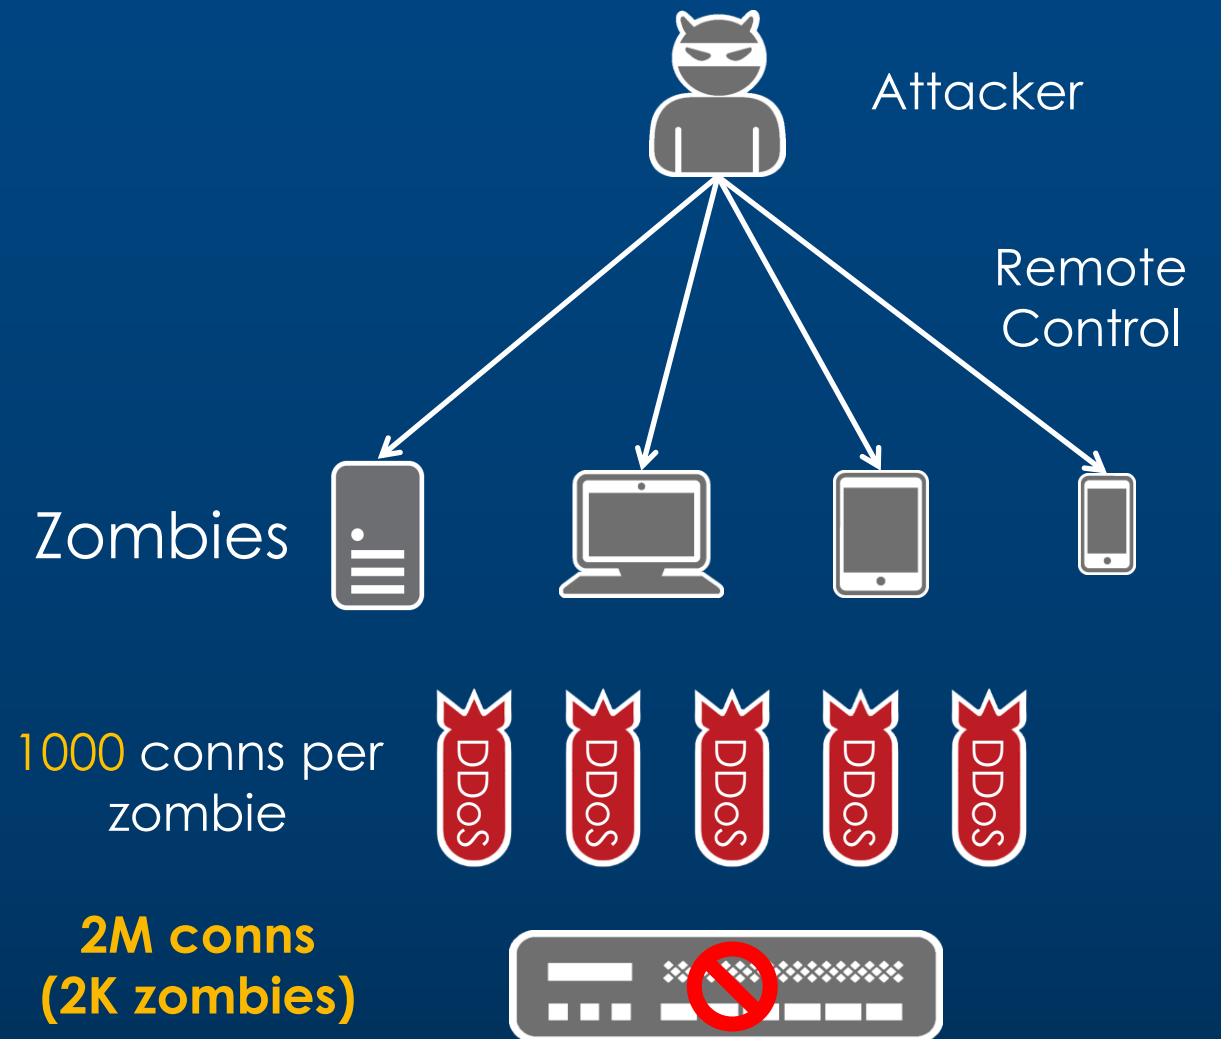 Attacker
Remote
Control
Zombies
1000 conns per
zombie
DDoS
DDoS
DDoS
DDoS
DDoS
2M conns
(2K zombies)